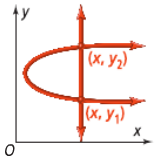 y
(x, y₂)
(x, y₁)
O
x